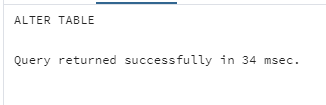 ALTER TABLE
Query returned successfully in 34 msec.